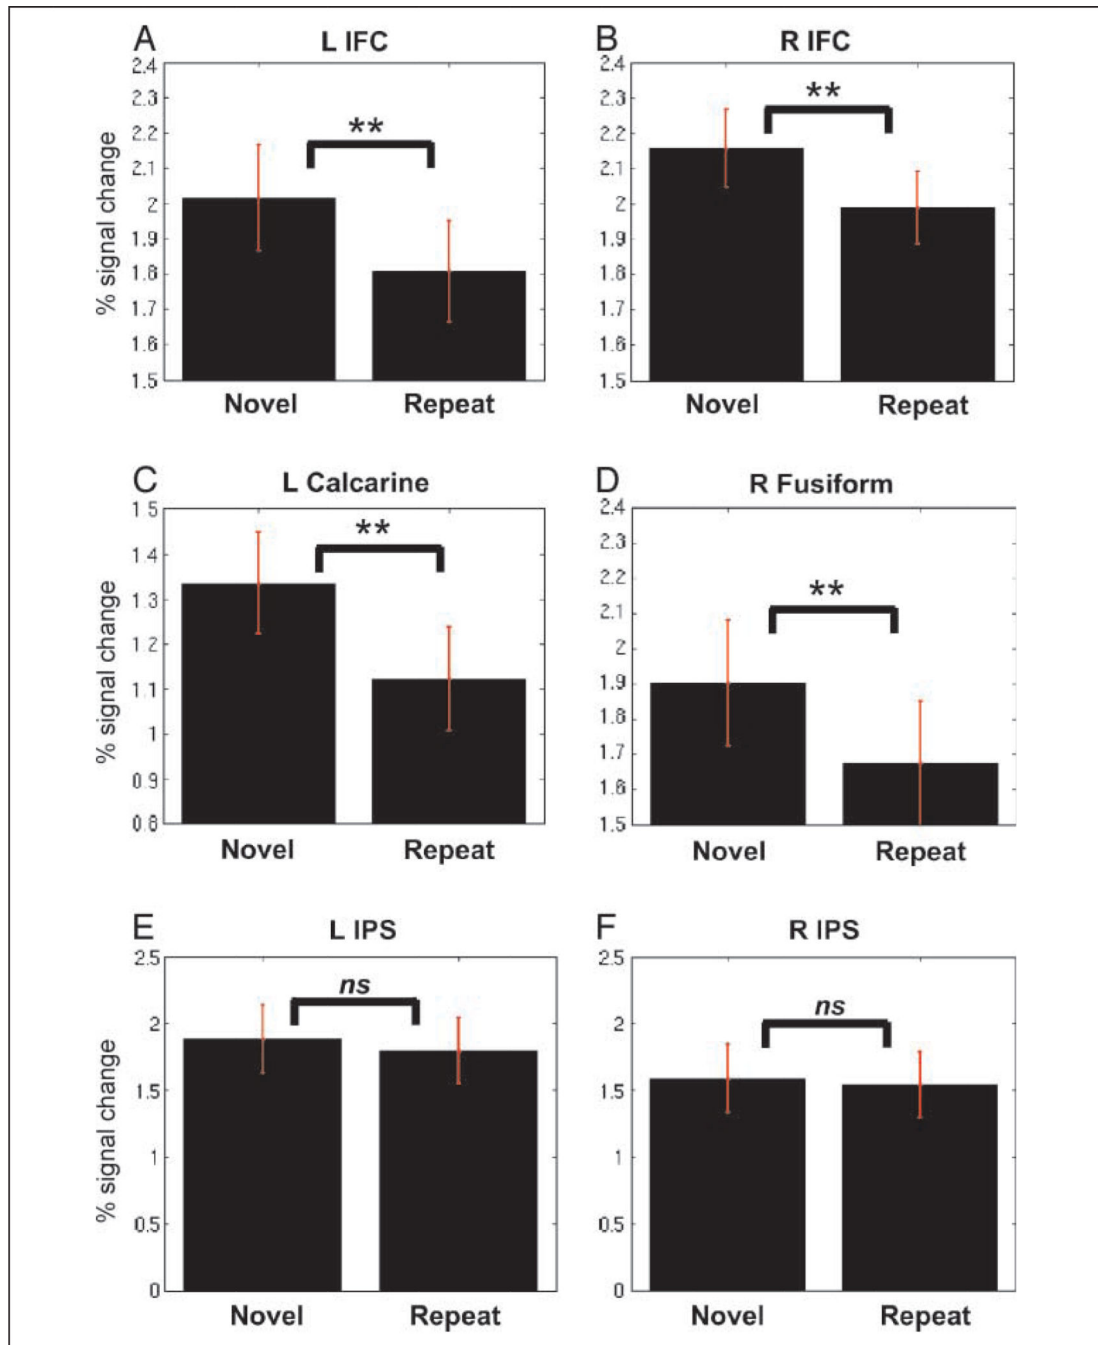 A
L IFC
% signal change
2.4
2.3
2.2
2.1
2
1.9
1.8
1.7
1.6
1.5
**
Novel
Repeat
B
R IFC
2.4
2.3
2.2
2.1
2
1.9
1.8
1.7
1.6
1.5
**
Novel
Repeat
C
L Calcarine
% signal change
1.5
1.4
1.3
1.2
1.1
1
0.9
0.8
**
Novel
Repeat
D
R Fusiform
2.4
2.3
2.2
2.1
2
1.9
1.8
1.7
1.6
1.5
**
Novel
Repeat
E
L IPS
% signal change
2.5
2
1.5
1
0.5
0
ns
Novel
Repeat
F
R IPS
2.5
2
1.5
1
0.5
0
ns
Novel
Repeat